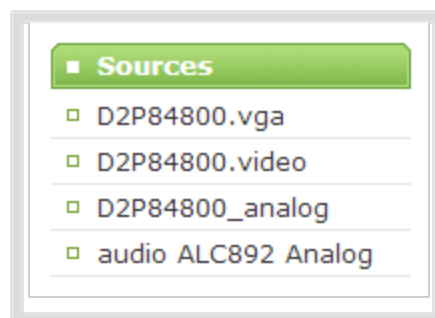 Sources
D2P84800.vga
D2P84800.video
D2P84800_analog
audio ALC892 Analog